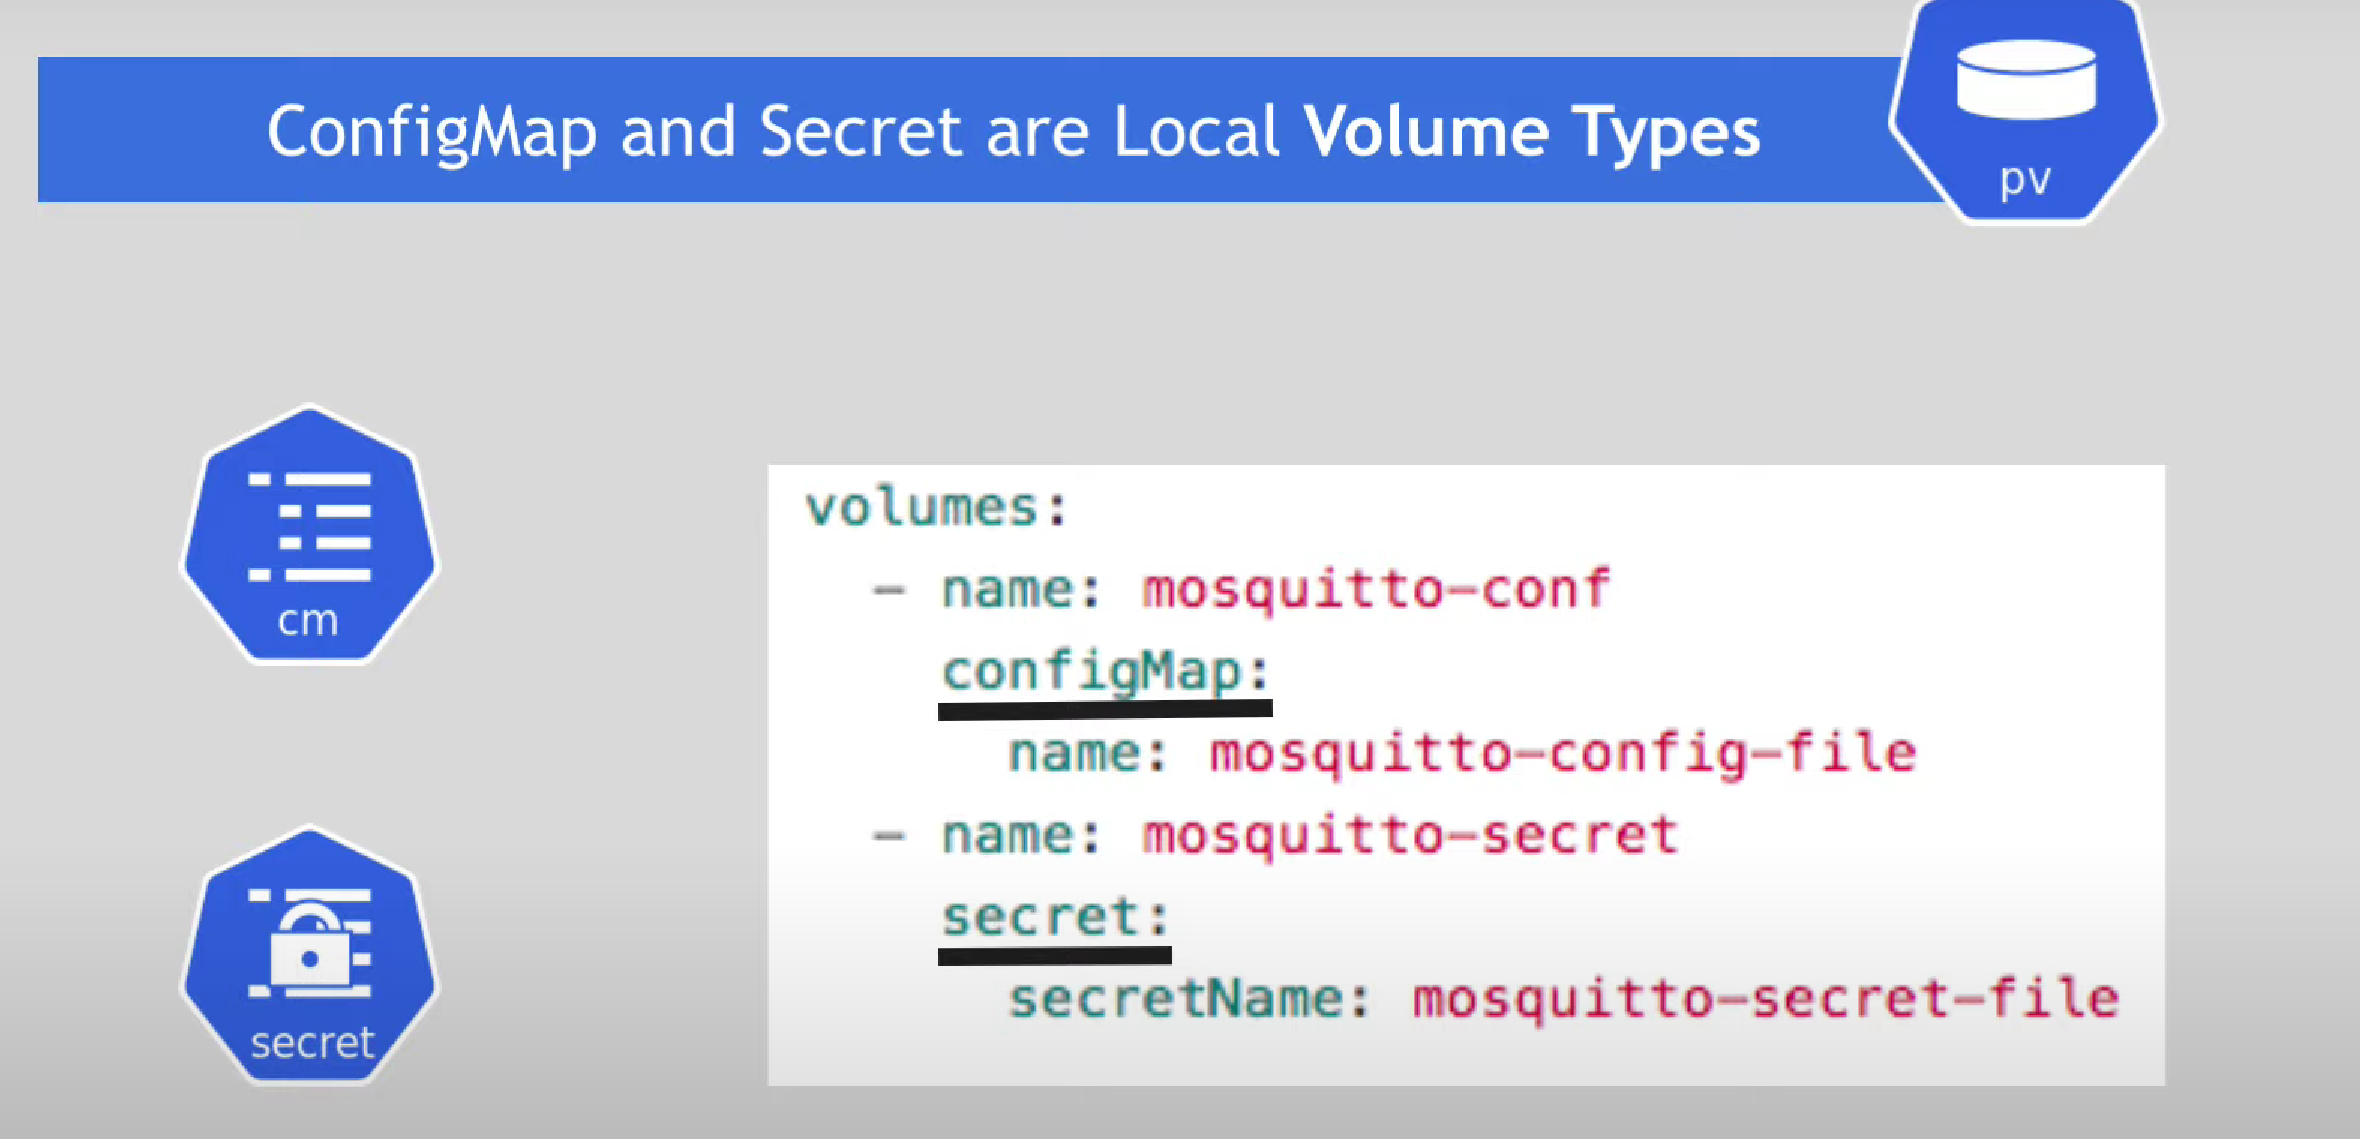 ConfigMap and Secret are Local Volume Types
pv
cm
secret
volumes:
  – name: mosquitto-conf
    configMap:
      name: mosquitto-config-file
  – name: mosquitto-secret
    secret:
      secretName: mosquitto-secret-file